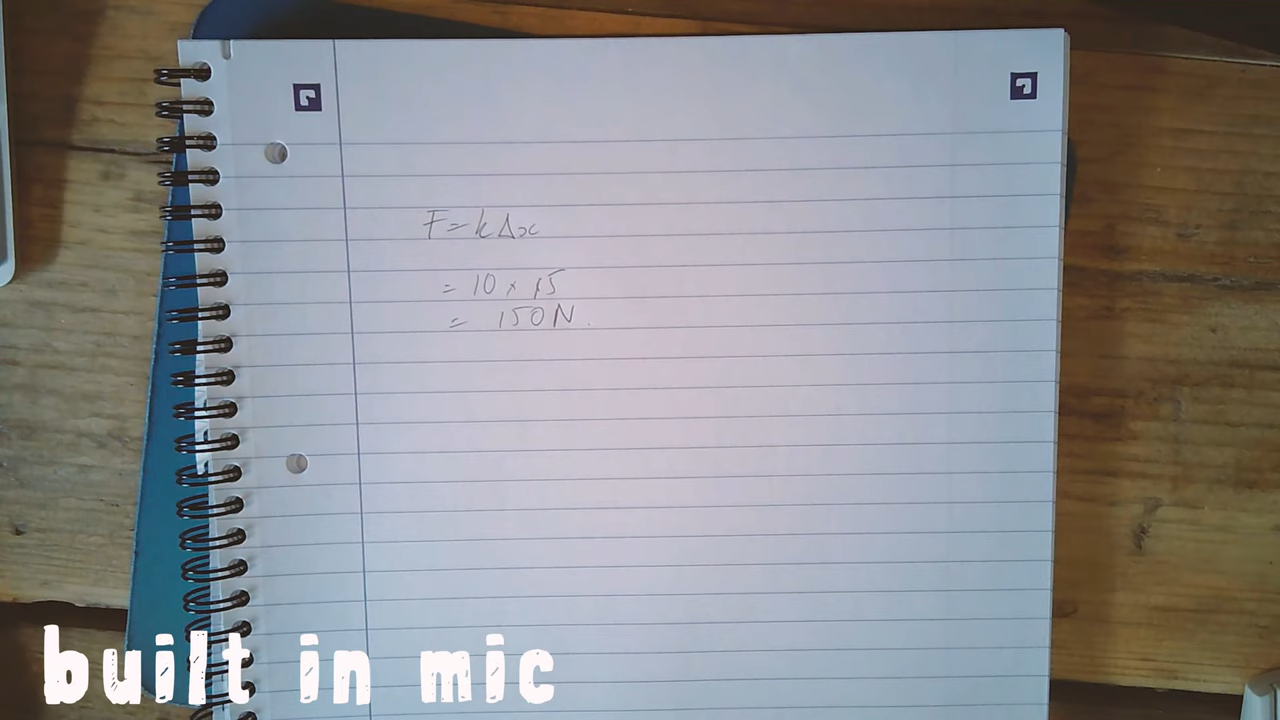 F = kΔx
= 10 × 15
= 150N.
built in mic